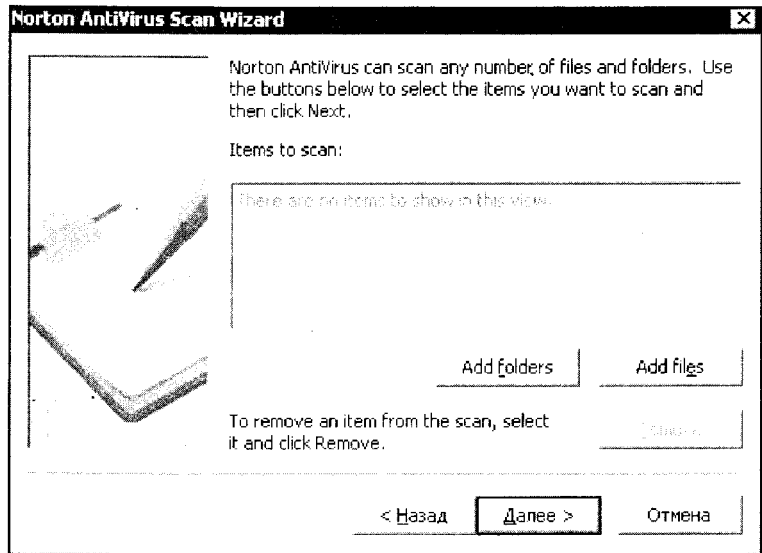 Norton AntiVirus Scan Wizard
Norton AntiVirus can scan any number of files and folders. Use
the buttons below to select the items you want to scan and
then click Next.
Items to scan:
There are no items to show in this view.
Add folders
Add files
To remove an item from the scan, select
it and click Remove.
< Назад
Далее >
Отмена